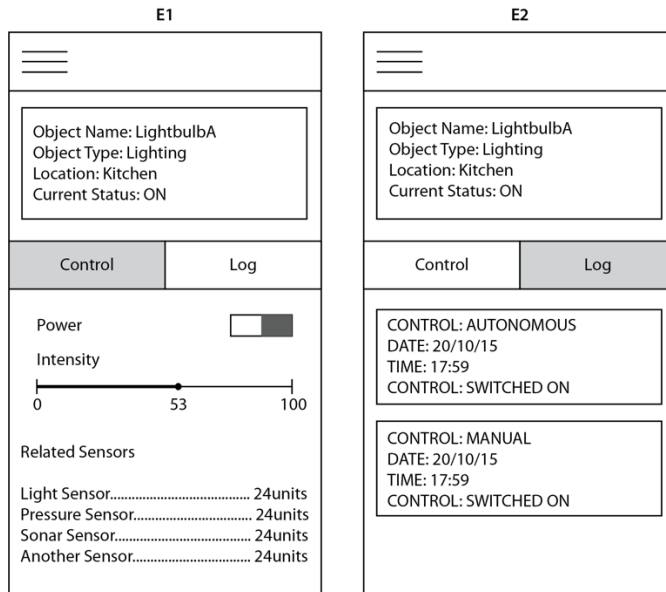 E1
Object Name: LightbulbA
Object Type: Lighting
Location: Kitchen
Current Status: ON
Control Log
Power
Intensity
0 53 100
Related Sensors
Light Sensor................................... 24units
Pressure Sensor.............................. 24units
Sonar Sensor.................................. 24units
Another Sensor.............................. 24units
E2
Object Name: LightbulbA
Object Type: Lighting
Location: Kitchen
Current Status: ON
Control Log
CONTROL: AUTONOMOUS
DATE: 20/10/15
TIME: 17:59
CONTROL: SWITCHED ON
CONTROL: MANUAL
DATE: 20/10/15
TIME: 17:59
CONTROL: SWITCHED ON